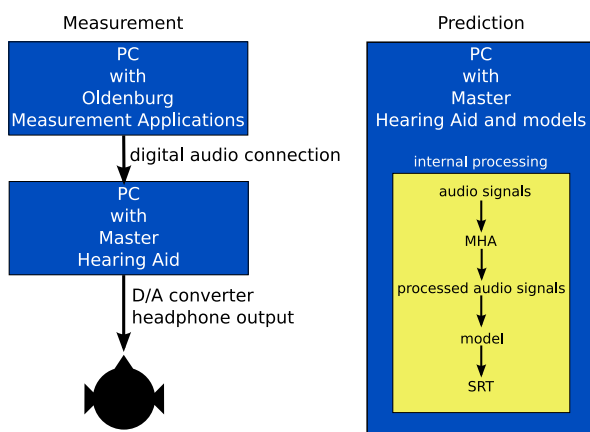 Measurement
PC
with
Oldenburg
Measurement Applications
digital audio connection
PC
with
Master
Hearing Aid
D/A converter
headphone output
Prediction
PC
with
Master
Hearing Aid and models
internal processing
audio signals
MHA
processed audio signals
model
SRT